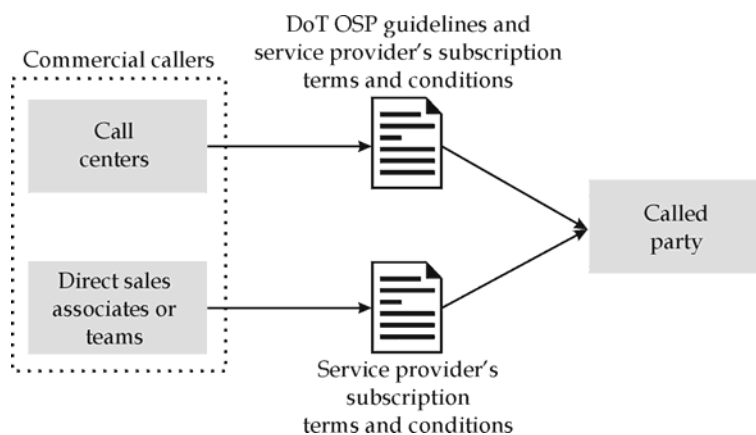 DoT OSP guidelines and
service provider's subscription
terms and conditions
Commercial callers
Call
centers
Called
party
Direct sales
associates or
teams
Service provider's
subscription
terms and conditions